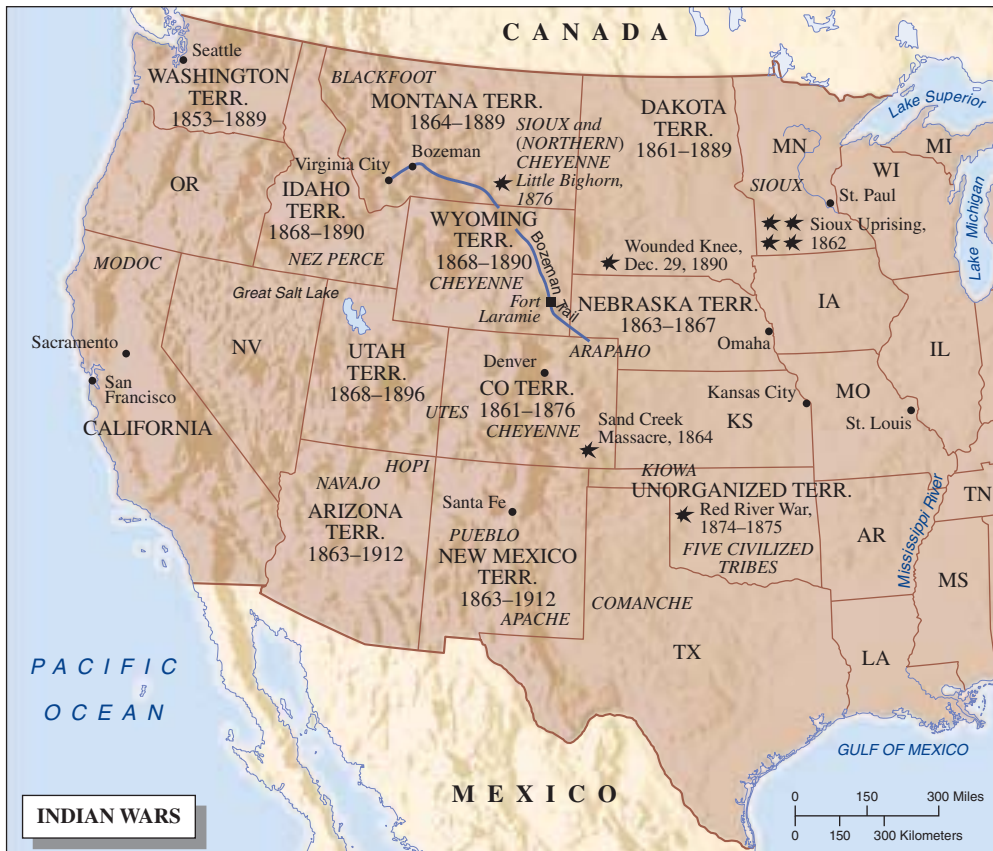 CANADA
Seattle
WASHINGTON
TERR.
1853–1889
BLACKFOOT
MONTANA TERR.
1864–1889
SIOUX and
(NORTHERN)
CHEYENNE
Little Bighorn,
1876
DAKOTA
TERR.
1861–1889
Lake Superior
MN
MI
WI
Lake Michigan
Virginia City
Bozeman
OR
IDAHO
TERR.
1868–1890
NEZ PERCE
SIOUX
St. Paul
Sioux Uprising,
1862
WYOMING
TERR.
1868–1890
CHEYENNE
Bozeman Trail
Fort
Laramie
Wounded Knee,
Dec. 29, 1890
MODOC
Great Salt Lake
NEBRASKA TERR.
1863–1867
IA
Omaha
IL
Sacramento
San
Francisco
CALIFORNIA
NV
UTAH
TERR.
1868–1896
ARAPAHO
Denver
CO TERR.
1861–1876
CHEYENNE
UTES
Kansas City
MO
St. Louis
KS
Sand Creek
Massacre, 1864
HOPI
NAVAJO
ARIZONA
TERR.
1863–1912
Santa Fe
PUEBLO
NEW MEXICO
TERR.
1863–1912
APACHE
KIOWA
UNORGANIZED TERR.
Red River War,
1874–1875
FIVE CIVILIZED
TRIBES
COMANCHE
AR
Mississippi River
TN
MS
TX
LA
PACIFIC
OCEAN
GULF OF MEXICO
MEXICO
INDIAN WARS
0 150 300 Miles
0 150 300 Kilometers